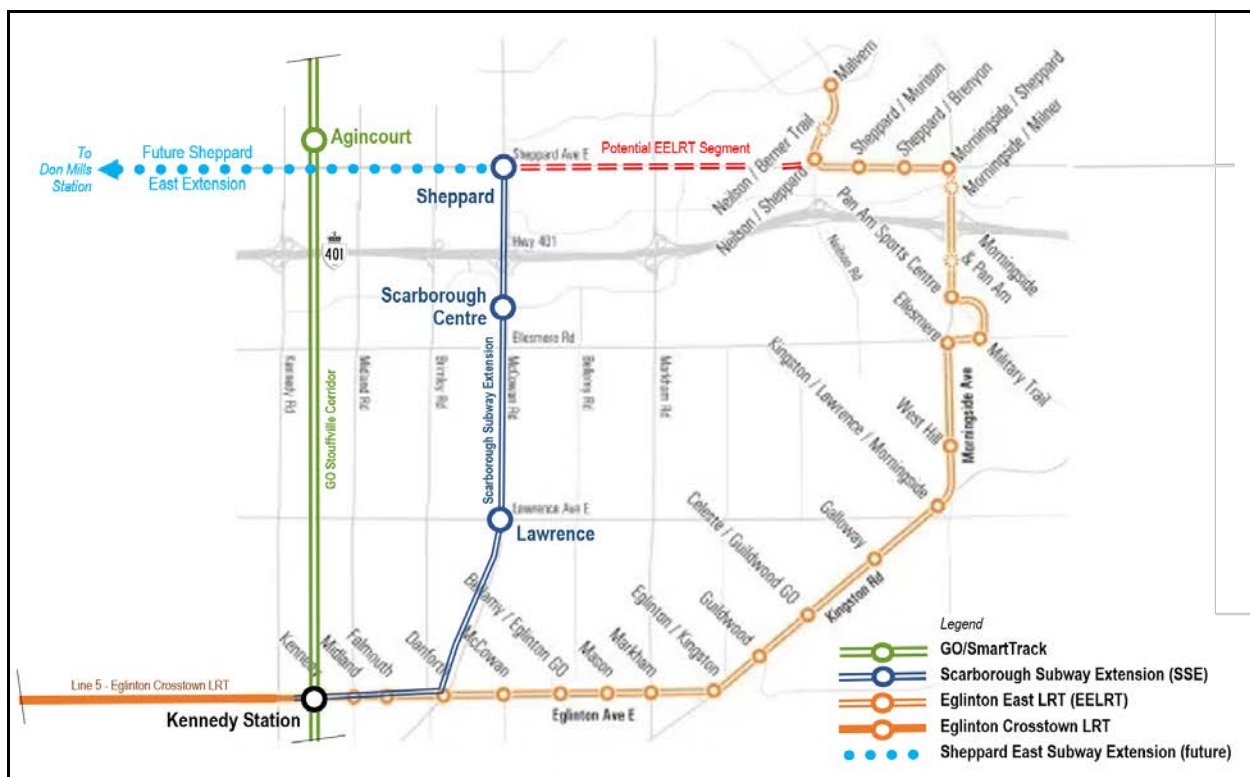 Agincourt
To
Don Mills
Station
Future Sheppard
East Extension
Sheppard Ave E
Potential EELRT Segment
Sheppard
Malvern
Neilson / Berner Trail
Neilson / Sheppard
Sheppard / Murison
Sheppard / Brenyon
Morningside / Sheppard
Morningside / Milner
Pan Am Sports Centre
Morningside
& Pan Am
Hwy 401
401
Neilson Rd
Scarborough
Centre
Ellesmere Rd
Ellesmere
Military Trail
Kennedy Rd
Midland Rd
Brimley Rd
McCowan Rd
Bellamy Rd
Markham Rd
GO Stouffville Corridor
Scarborough Subway Extension
Kingston / Lawrence / Morningside
West Hill
Morningside Ave
Lawrence Ave E
Lawrence
Galloway
Celeste / Guildwood GO
Guildwood
Kingston Rd
Eglinton / Kingston
Markham
Mason
Bellamy / Eglinton GO
McCowan
Danforth
Falmouth
Midland
Kennedy
Line 5 - Eglinton Crosstown LRT
Kennedy Station
Eglinton Ave E
Legend
GO/SmartTrack
Scarborough Subway Extension (SSE)
Eglinton East LRT (EELRT)
Eglinton Crosstown LRT
Sheppard East Subway Extension (future)